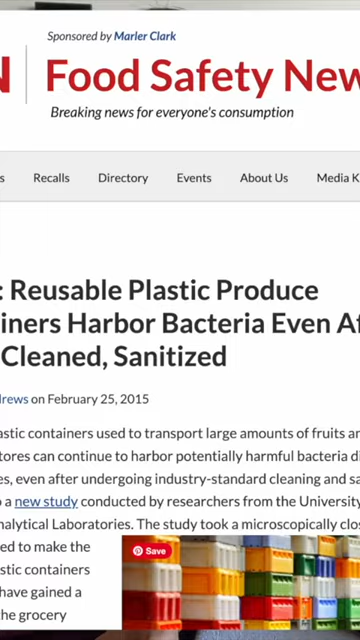 Sponsored by Marler Clark
Food Safety New
Breaking news for everyone's consumption
s Recalls Directory Events About Us Media K
: Reusable Plastic Produce
iners Harbor Bacteria Even Af
Cleaned, Sanitized
drews on February 25, 2015
astic containers used to transport large amounts of fruits an
tores can continue to harbor potentially harmful bacteria di
es, even after undergoing industry-standard cleaning and sa
o a new study conducted by researchers from the University
nalytical Laboratories. The study took a microscopically clos
ed to make the
stic containers
have gained a
he grocery
Save